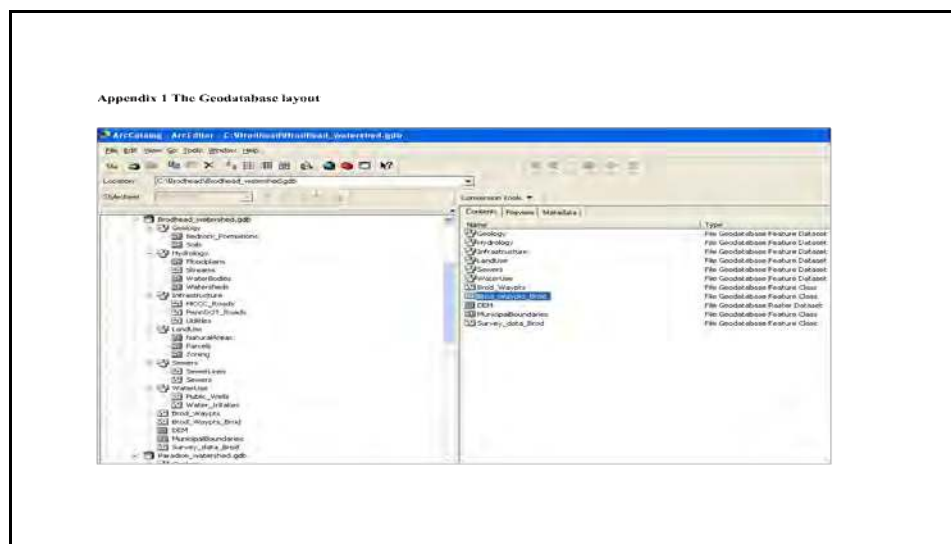 Appendix 1 The Geodatabase layout
ArcCatalog - ArcEditor - C:\Brodhead\Brodhead_watershed.gdb
File Edit View Go Tools Window Help
Location: C:\Brodhead\Brodhead_watershed.gdb
Stylesheet:
Conversion Tools
Brodhead_watershed.gdb
Geology
Bedrock_Formations
Soils
Hydrology
Floodplains
Streams
WaterBodies
Watersheds
Infrastructure
MCCC_Roads
PennDOT_Roads
Utilities
LandUse
NaturalAreas
Parcels
Zoning
Sewers
Sewers
WaterUse
Public_Wells
Brod_Waypts
Brod_Waypts_Brod
DEM
MunicipalBoundaries
Survey_data_Brod
Paradise_watershed.gdb
Contents Preview Metadata
Name Type
Geology File Geodatabase Feature Dataset
Hydrology File Geodatabase Feature Dataset
Infrastructure File Geodatabase Feature Dataset
LandUse File Geodatabase Feature Dataset
Sewers File Geodatabase Feature Dataset
WaterUse File Geodatabase Feature Dataset
Brod_Waypts File Geodatabase Feature Class
Brod_Waypts_Brod File Geodatabase Feature Class
DEM File Geodatabase Raster Dataset
MunicipalBoundaries File Geodatabase Feature Class
Survey_data_Brod File Geodatabase Feature Class